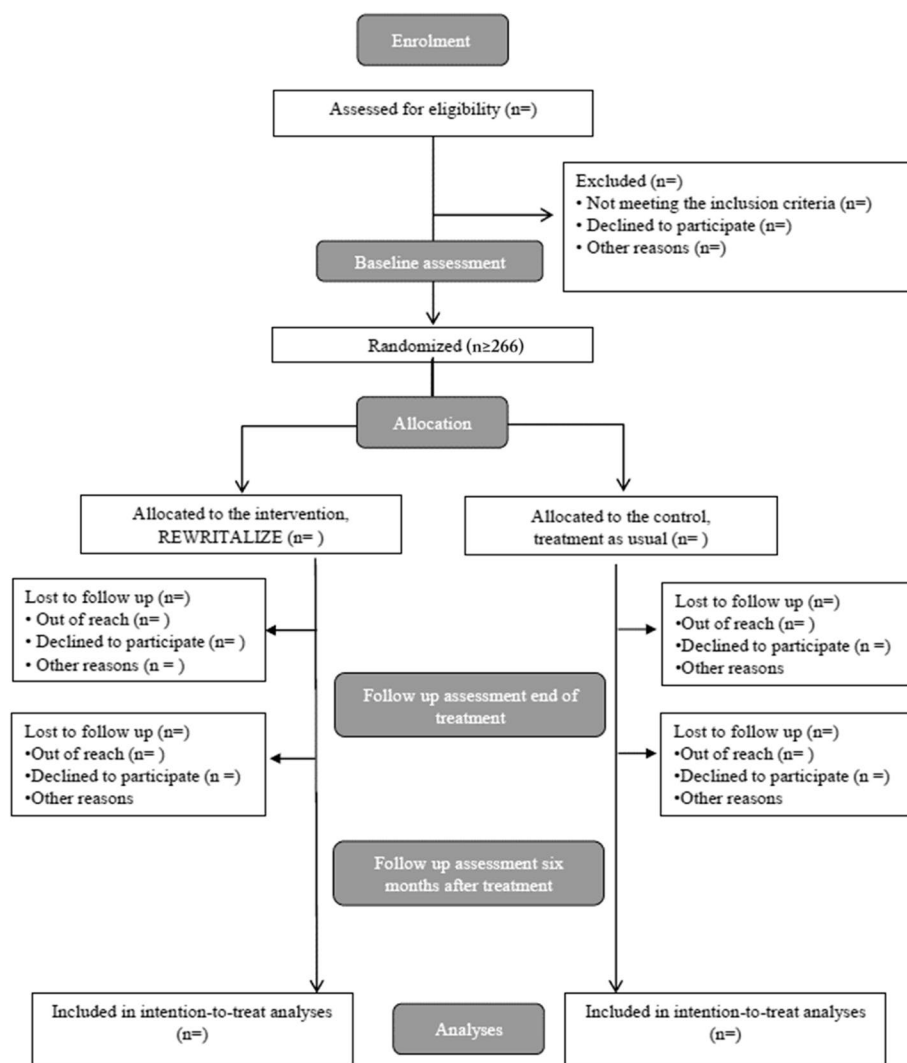 Enrolment
Assessed for eligibility (n=)
Excluded (n=)
• Not meeting the inclusion criteria (n=)
• Declined to participate (n=)
• Other reasons (n=)
Baseline assessment
Randomized (n≥266)
Allocation
Allocated to the intervention,
REWRITALIZE (n= )
Allocated to the control,
treatment as usual (n= )
Lost to follow up (n=)
• Out of reach (n= )
• Declined to participate (n= )
• Other reasons (n = )
Lost to follow up (n=)
•Out of reach (n= )
•Declined to participate (n =)
•Other reasons
Follow up assessment end of
treatment
Lost to follow up (n=)
•Out of reach (n= )
•Declined to participate (n =)
•Other reasons
Lost to follow up (n=)
•Out of reach (n= )
•Declined to participate (n =)
•Other reasons
Follow up assessment six
months after treatment
Included in intention-to-treat analyses
(n=)
Analyses
Included in intention-to-treat analyses
(n=)